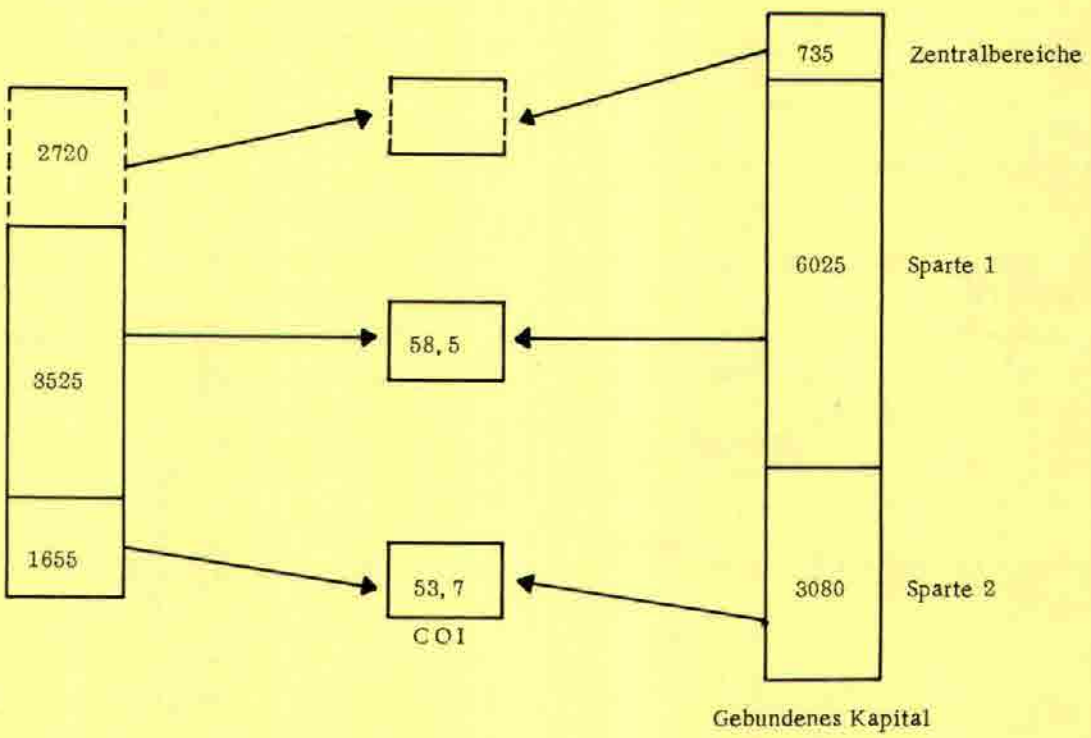 735 Zentralbereiche
2720
6025 Sparte 1
58,5
3525
1655
53,7
3080 Sparte 2
COI
Gebundenes Kapital